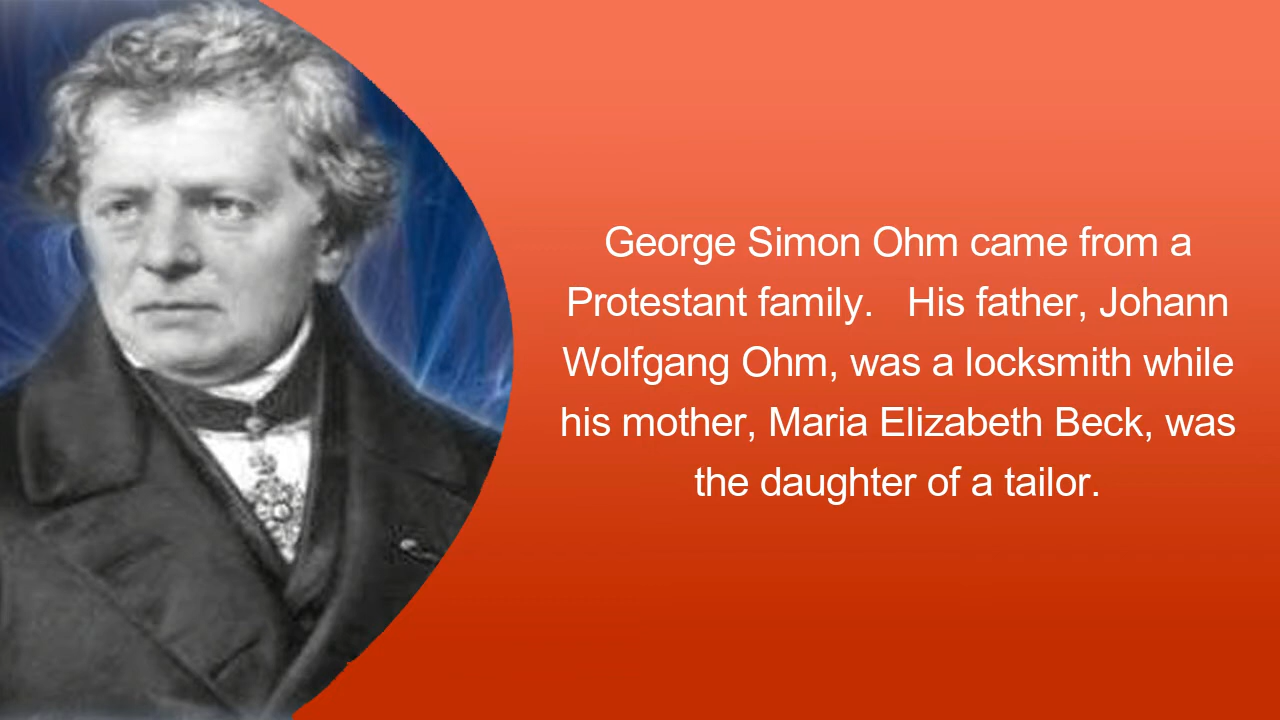 George Simon Ohm came from a
Protestant family.   His father, Johann
Wolfgang Ohm, was a locksmith while
his mother, Maria Elizabeth Beck, was
the daughter of a tailor.